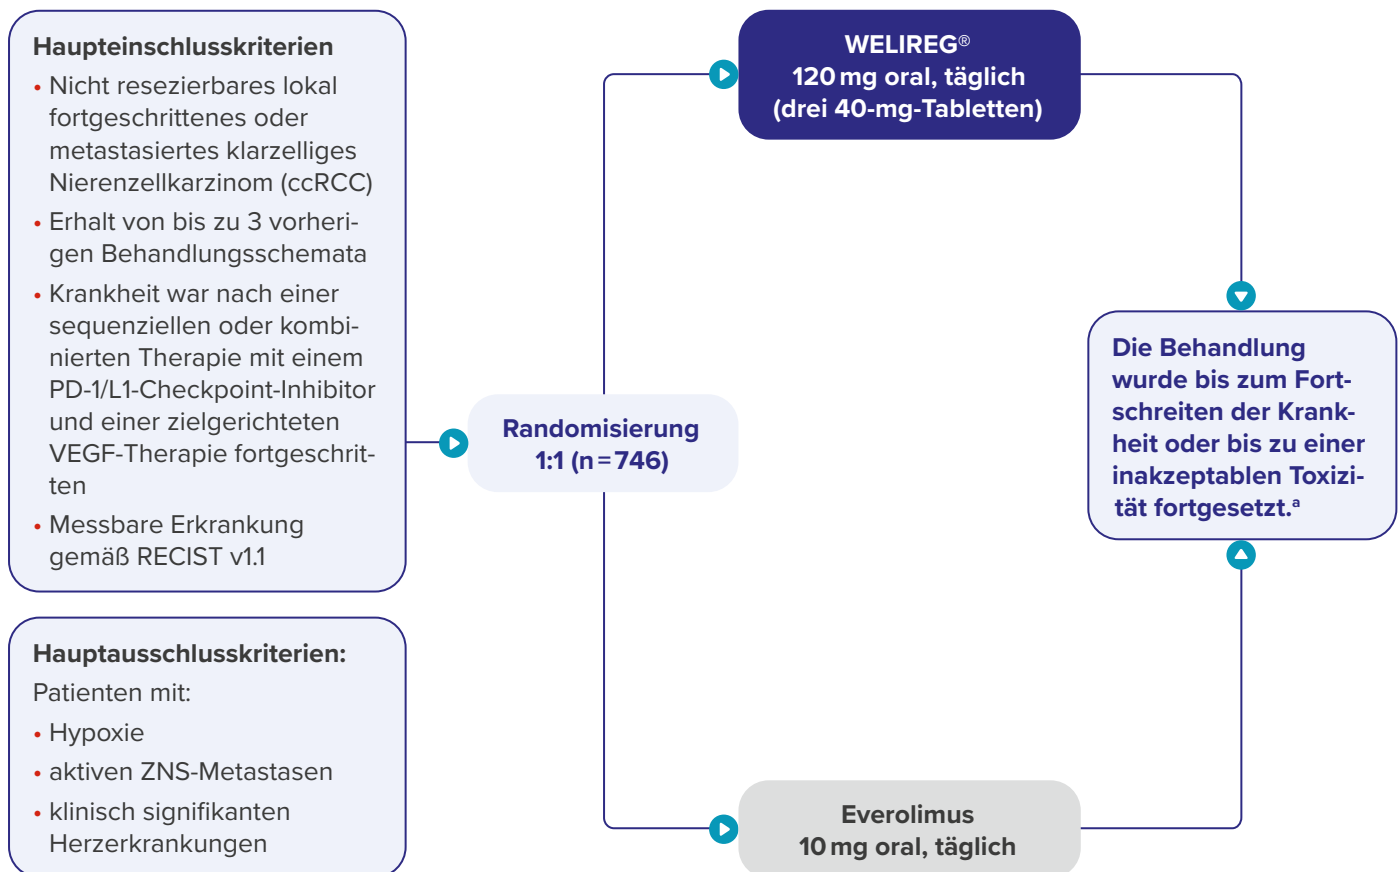 Haupteinschlusskriterien
• Nicht resezierbares lokal
fortgeschrittenes oder
metastasiertes klarzelliges
Nierenzellkarzinom (ccRCC)
• Erhalt von bis zu 3 vorheri-
gen Behandlungsschemata
• Krankheit war nach einer
sequenziellen oder kombi-
nierten Therapie mit einem
PD-1/L1-Checkpoint-Inhibitor
und einer zielgerichteten
VEGF-Therapie fortgeschrit-
ten
• Messbare Erkrankung
gemäß RECIST v1.1
Hauptausschlusskriterien:
Patienten mit:
• Hypoxie
• aktiven ZNS-Metastasen
• klinisch signifikanten
Herzerkrankungen
Randomisierung
1:1 (n = 746)
WELIREG®
120 mg oral, täglich
(drei 40-mg-Tabletten)
Everolimus
10 mg oral, täglich
Die Behandlung
wurde bis zum Fort-
schreiten der Krank-
heit oder bis zu einer
inakzeptablen Toxizi-
tät fortgesetzt.ᵃ